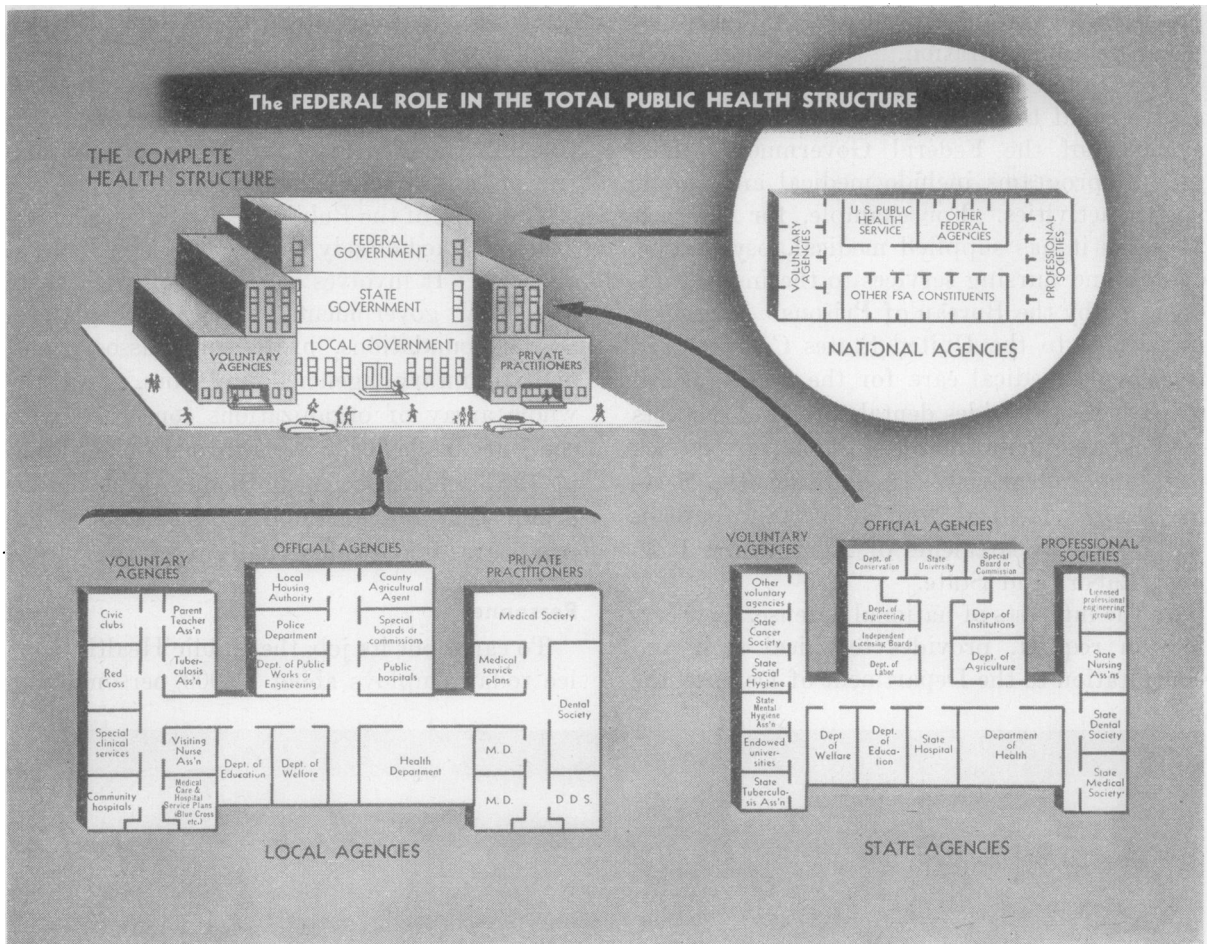 The FEDERAL ROLE IN THE TOTAL PUBLIC HEALTH STRUCTURE
THE COMPLETE
HEALTH STRUCTURE
FEDERAL
GOVERNMENT
STATE
GOVERNMENT
LOCAL GOVERNMENT
VOLUNTARY
AGENCIES
PRIVATE
PRACTITIONERS
VOLUNTARY
AGENCIES
U. S. PUBLIC
HEALTH
SERVICE
OTHER
FEDERAL
AGENCIES
PROFESSIONAL
SOCIETIES
OTHER FSA CONSTITUENTS
NATIONAL AGENCIES
VOLUNTARY
AGENCIES
OFFICIAL AGENCIES
PRIVATE
PRACTITIONERS
Civic
clubs
Parent
Teacher
Ass'n
Red
Cross
Tuber-
culosis
Ass'n
Special
clinical
services
Visiting
Nurse
Ass'n
Community
hospitals
Medical
Care &
Hospital
Service Plans
(Blue Cross
etc.)
Local
Housing
Authority
County
Agricultural
Agent
Police
Department
Special
boards or
commissions
Dept. of Public
Works or
Engineering
Public
hospitals
Dept. of
Education
Dept. of
Welfare
Health
Department
Medical Society
Medical
service
plans
Dental
Society
M. D.
M. D.
D D S.
LOCAL AGENCIES
VOLUNTARY
AGENCIES
OFFICIAL AGENCIES
PROFESSIONAL
SOCIETIES
Other
voluntary
agencies
State
Cancer
Society
State
Social
Hygiene
State
Mental
Hygiene
Ass'n
Endowed
univer-
sities
State
Tubercu-
losis Ass'n
Dept. of
Conservation
State
University
Special
Board or
Commission
Dept. of
Engineering
Dept. of
Institutions
Independent
Licensing Boards
Dept. of
Labor
Dept. of
Agriculture
Dept
of
Welfare
Dept.
of
Educa-
tion
State
Hospital
Department
of
Health
Licensed
professional
engineering
groups
State
Nursing
Ass'ns
State
Dental
Society
State
Medical
Society
STATE AGENCIES